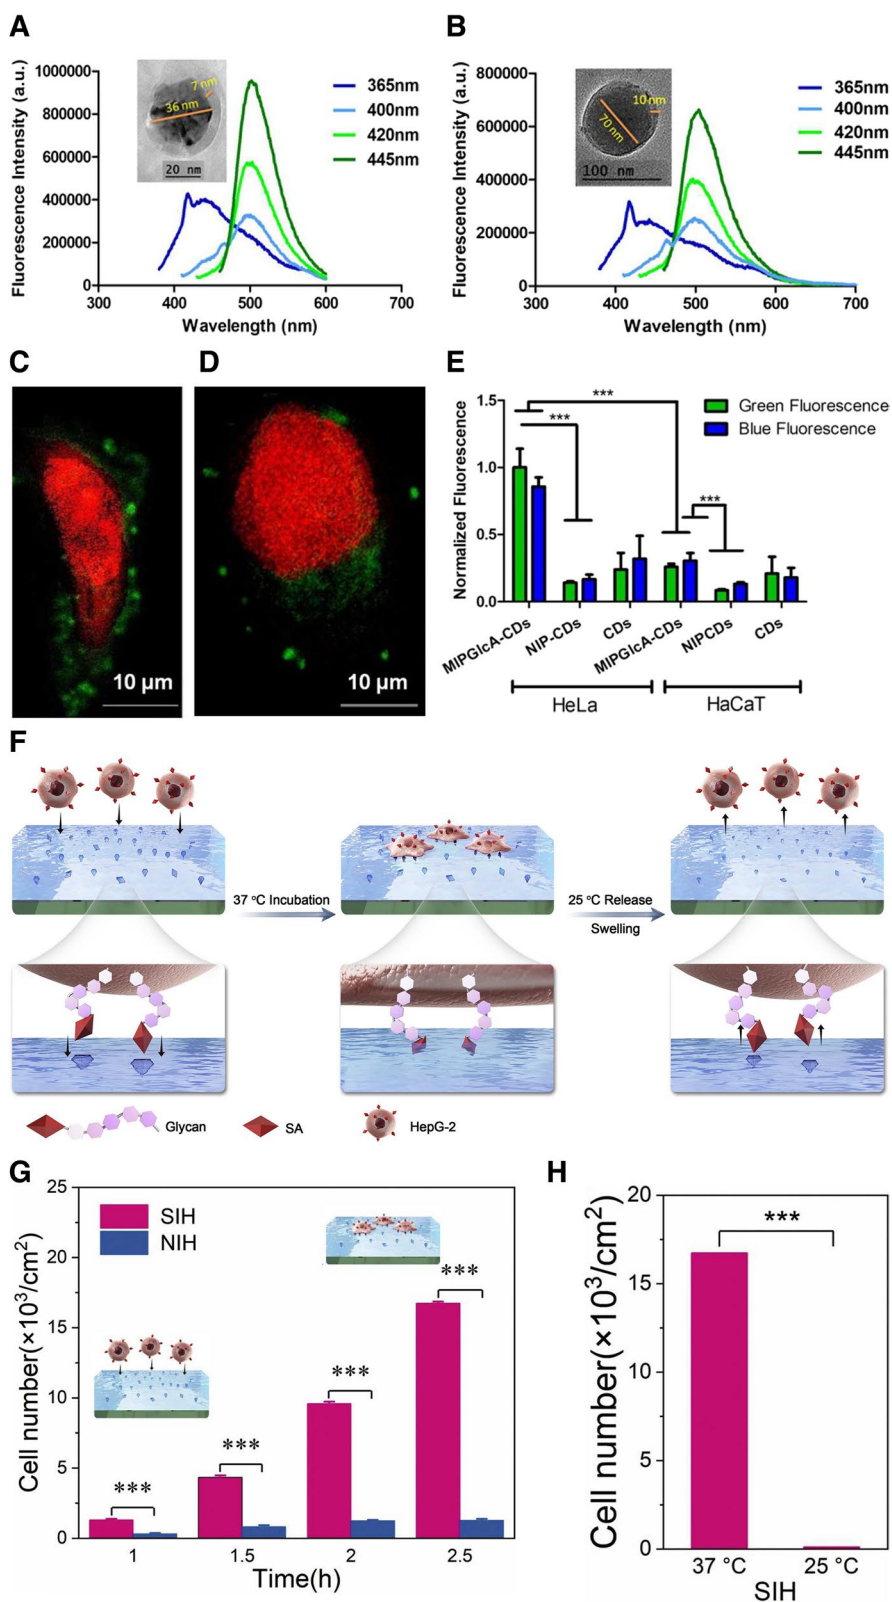 A
Fluorescence Intensity (a.u.)
1000000
800000
600000
400000
200000
0
300
400
500
600
700
Wavelength (nm)
7 nm
36 nm
20 nm
365nm
400nm
420nm
445nm
B
Fluorescence Intensity (a.u.)
800000
600000
400000
200000
0
300
400
500
600
700
Wavelength (nm)
10 nm
70 nm
100 nm
365nm
400nm
420nm
445nm
C
10 µm
D
10 µm
E
Normalized Fluorescence
1.5
1.0
0.5
0.0
***
***
***
Green Fluorescence
Blue Fluorescence
MIPGlcA-CDs
NIP-CDs
CDs
MIPGlcA-CDs
NIPCDs
CDs
HeLa
HaCaT
F
37 °C Incubation
25 °C Release
Swelling
Glycan
SA
HepG-2
G
Cell number(×10³/cm²)
25
20
15
10
5
0
SIH
NIH
***
***
***
***
1
1.5
2
2.5
Time(h)
H
Cell number(×10³/cm²)
20
15
10
5
0
***
37 °C
25 °C
SIH